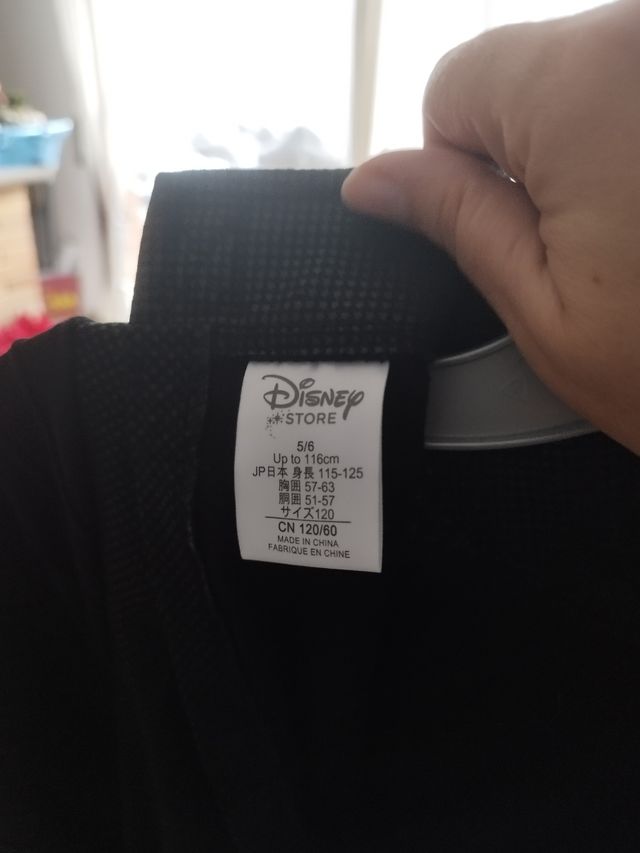 Disney
STORE
5/6
Up to 116cm
JP日本 身長 115-125
胸囲 57-63
胴囲 51-57
サイズ120
CN 120/60
MADE IN CHINA
FABRIQUE EN CHINE